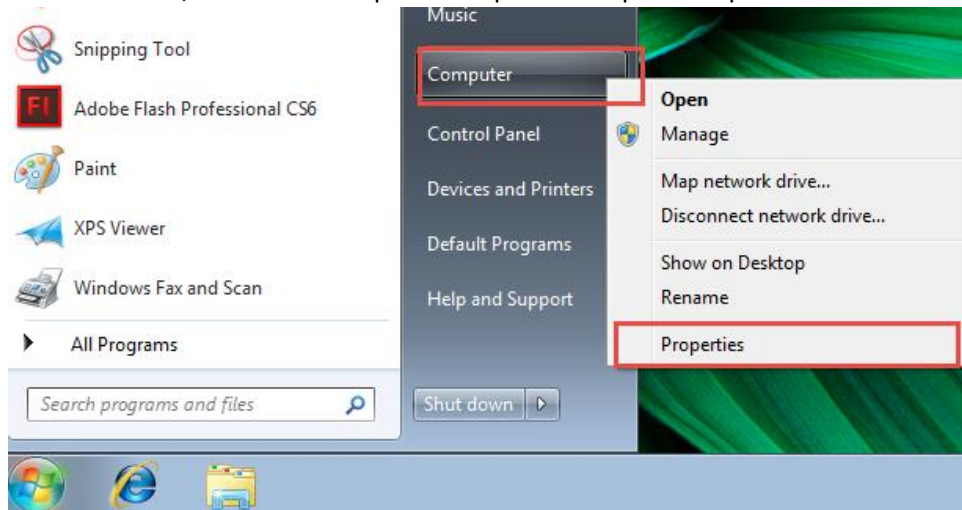 Music
Snipping Tool
Computer
Adobe Flash Professional CS6
Open
Control Panel
Manage
Paint
Devices and Printers
Map network drive...
XPS Viewer
Disconnect network drive...
Default Programs
Show on Desktop
Windows Fax and Scan
Help and Support
Rename
All Programs
Properties
Search programs and files
Shut down
Fl